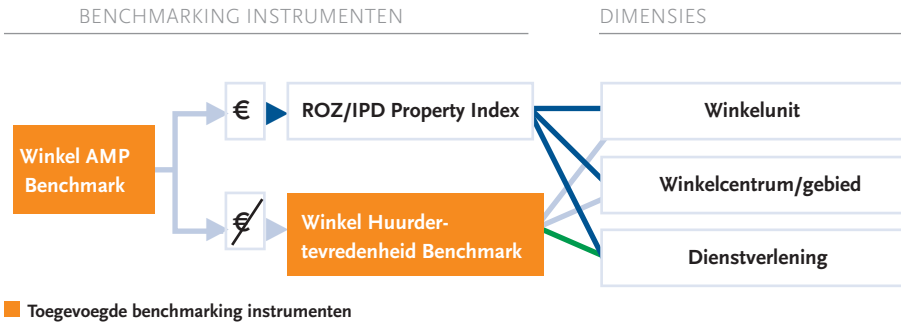 BENCHMARKING INSTRUMENTEN
DIMENSIES
Winkel AMP
Benchmark
€
ROZ/IPD Property Index
€
Winkel Huurder-
tevredenheid Benchmark
Winkelunit
Winkelcentrum/gebied
Dienstverlening
Toegevoegde benchmarking instrumenten